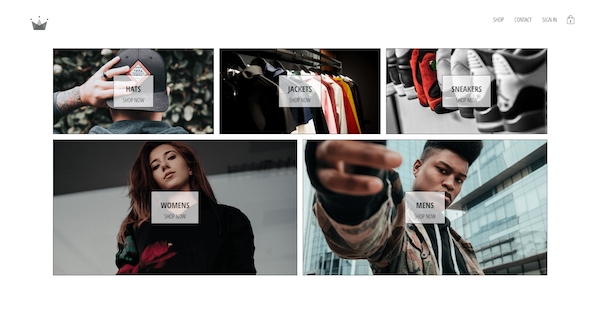 SHOP CONTACT SIGN IN
HATS
SHOP NOW
JACKETS
SHOP NOW
SNEAKERS
SHOP NOW
WOMENS
SHOP NOW
MENS
SHOP NOW